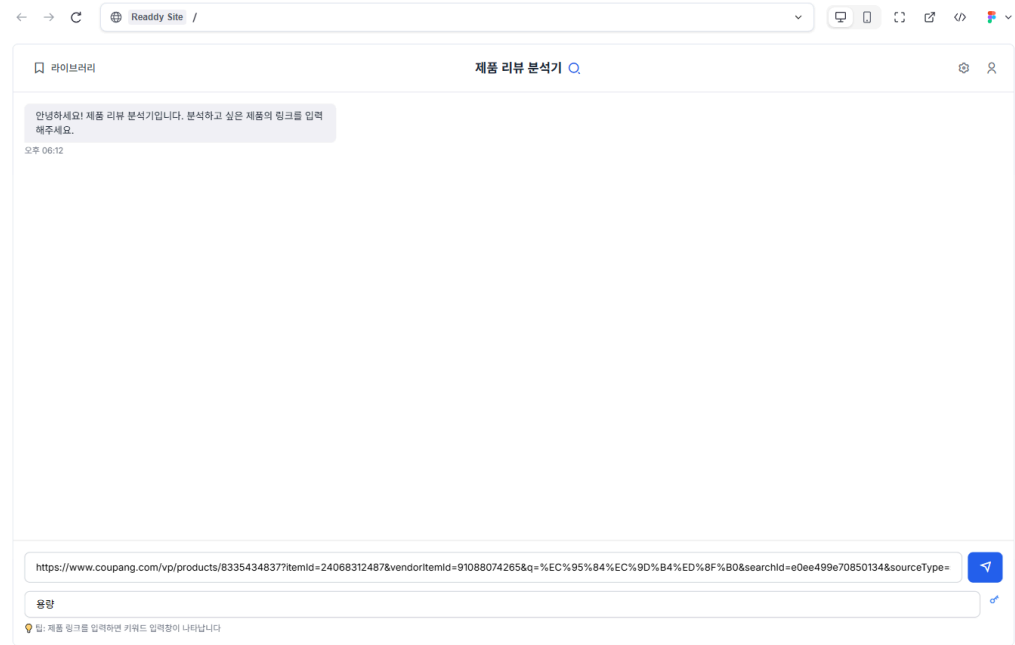 Readdy Site /
라이브러리
제품 리뷰 분석기
안녕하세요! 제품 리뷰 분석기입니다. 분석하고 싶은 제품의 링크를 입력
해주세요.
오후 06:12
https://www.coupang.com/vp/products/8335434837?itemId=24068312487&vendorItemId=91088074265&q=%EC%95%84%EC%9D%B4%ED%8F%B0&searchId=e0ee499e70850134&sourceType=
용량
팁: 제품 링크를 입력하면 키워드 입력창이 나타납니다